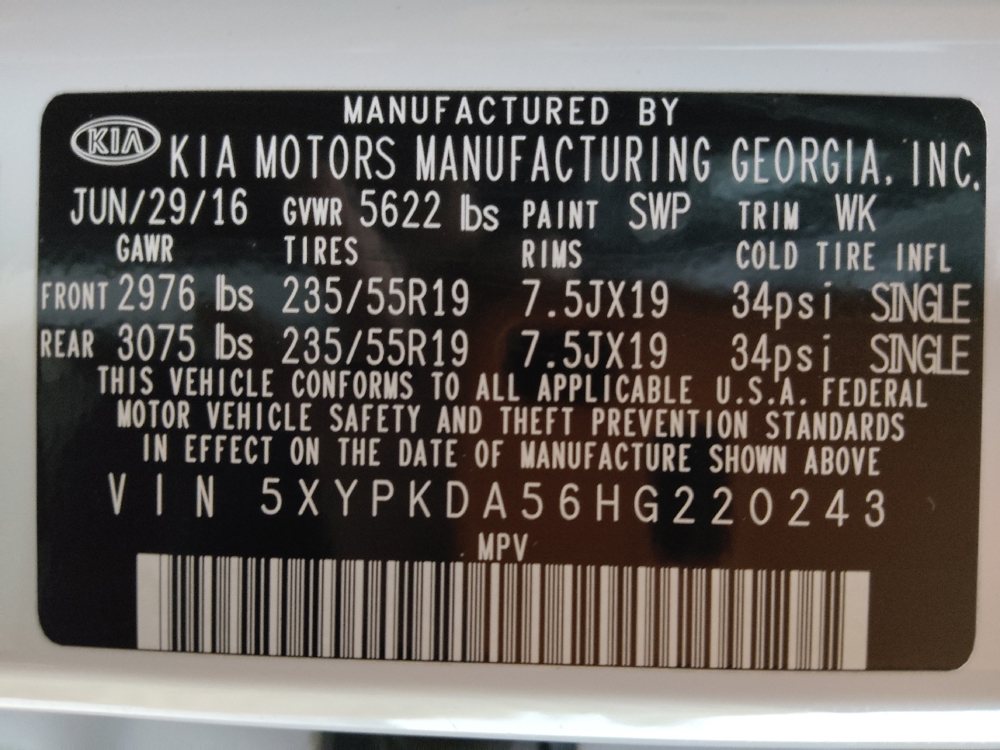 MANUFACTURED BY
KIA KIA MOTORS MANUFACTURING GEORGIA, INC.
JUN/29/16 GVWR 5622 lbs PAINT SWP TRIM WK
GAWR TIRES RIMS COLD TIRE INFL
FRONT 2976 lbs 235/55R19 7.5JX19 34psi SINGLE
REAR 3075 lbs 235/55R19 7.5JX19 34psi SINGLE
THIS VEHICLE CONFORMS TO ALL APPLICABLE U.S.A. FEDERAL
MOTOR VEHICLE SAFETY AND THEFT PREVENTION STANDARDS
IN EFFECT ON THE DATE OF MANUFACTURE SHOWN ABOVE
VIN 5XYPKDA56HG220243
MPV